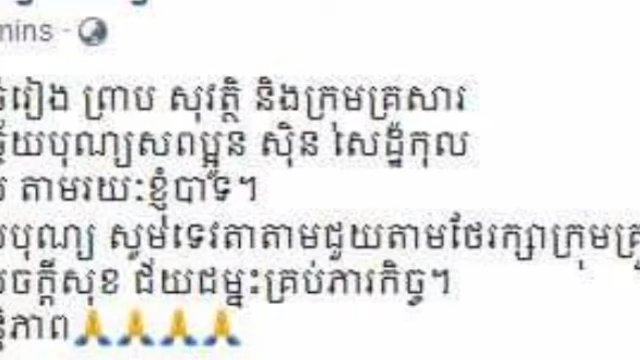 mins ·
រៀង ព្រាប សុវត្ថិ និងក្រុមគ្រសារ
័យបុណ្យសពប្អូន ស៊ិន សៃង៉ុកុល
តាមរយៈខ្ញុំបាទ។
បុណ្យ សូមទេវតាតាមជួយតាមថែរក្សាក្រុមគ្រួ
ចក្ដីសុខ ជ័យជម្នះគ្រប់ភារកិច្ច។
ភាព🙏🙏🙏🙏